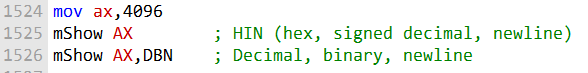 1524 mov ax,4096
1525 mShow AX ; HIN (hex, signed decimal, newline)
1526 mShow AX,DBN ; Decimal, binary, newline